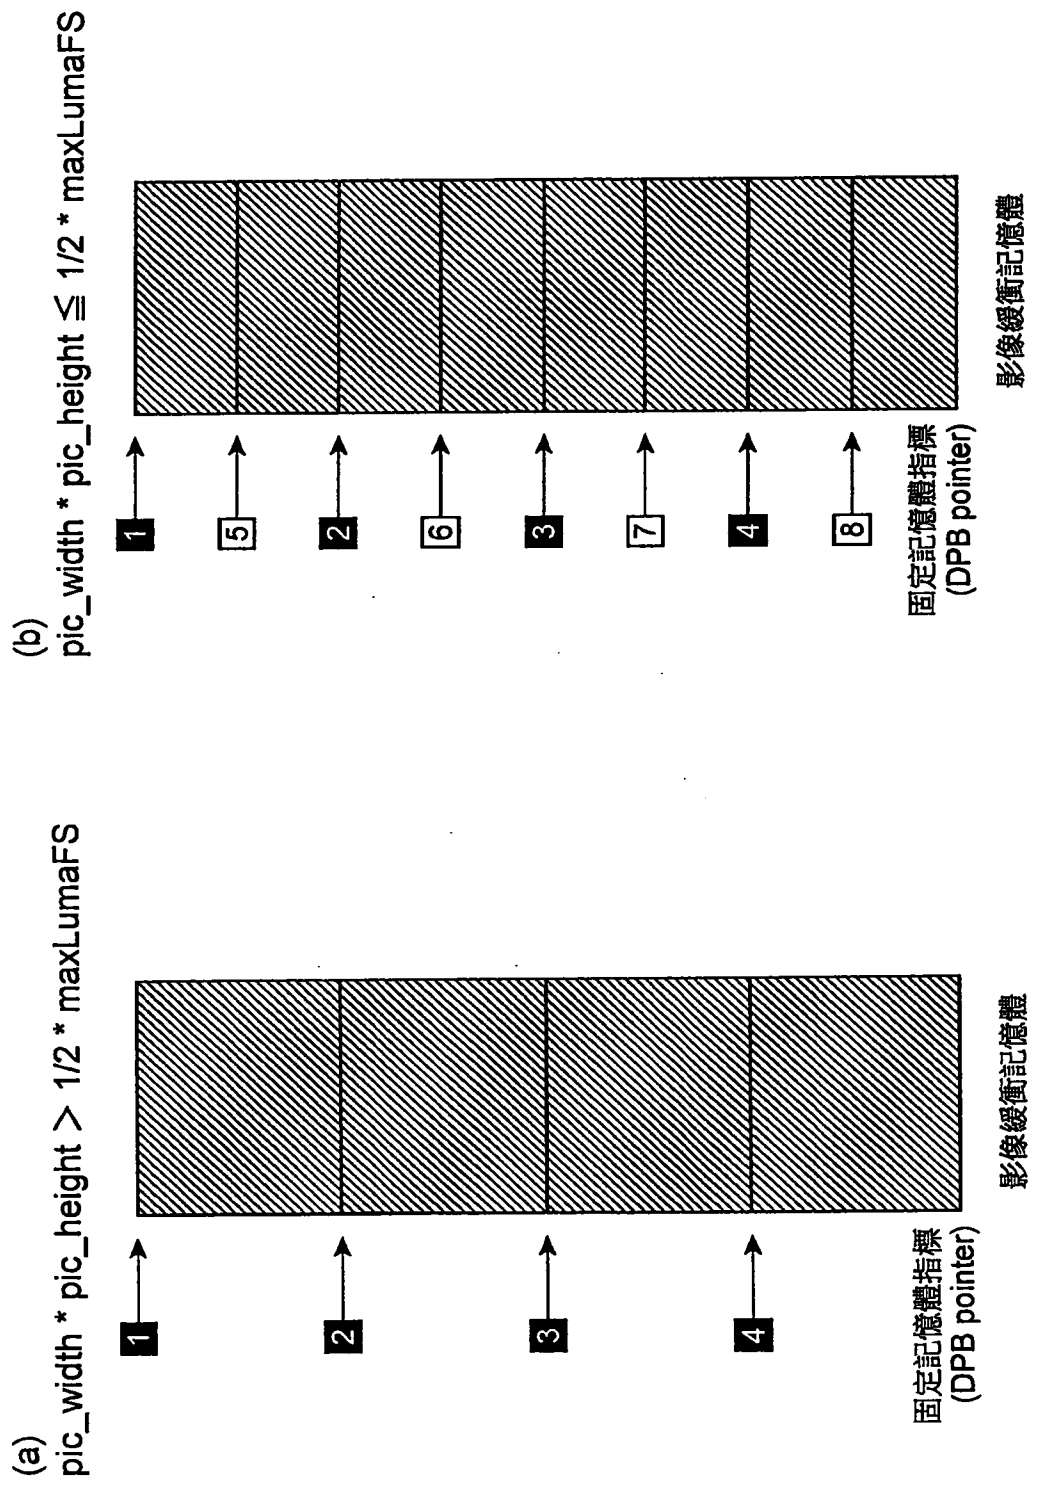 (a)
pic_width * pic_height > 1/2 * maxLumaFS
1
2
3
4
固定記憶體指標
(DPB pointer)
影像緩衝記憶體
(b)
pic_width * pic_height ≦ 1/2 * maxLumaFS
1
5
2
6
3
7
4
8
固定記憶體指標
(DPB pointer)
影像緩衝記憶體